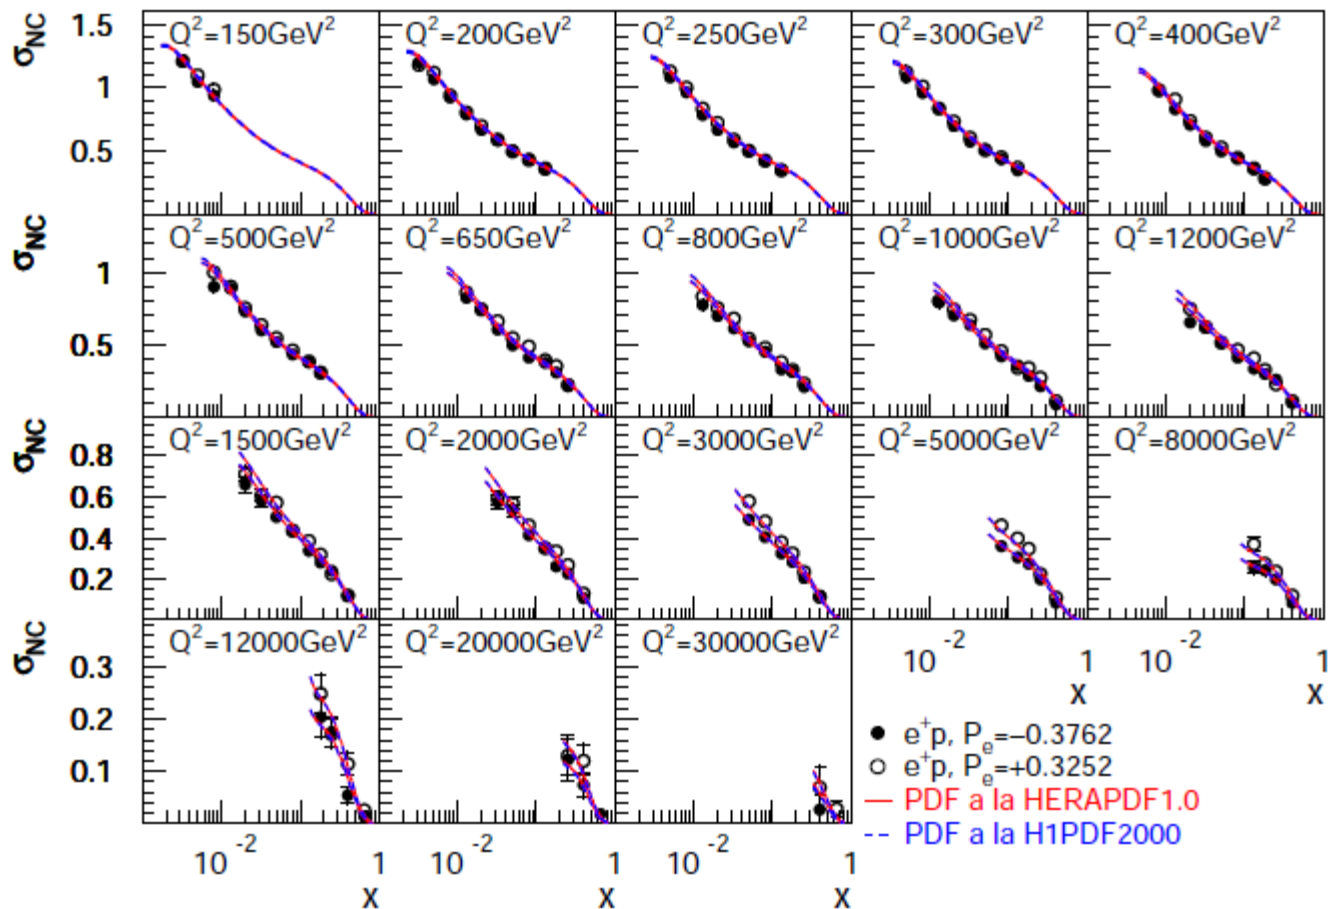 σNC
1.5
1
0.5
Q²=150GeV²
Q²=200GeV²
Q²=250GeV²
Q²=300GeV²
Q²=400GeV²
σNC
1
0.5
Q²=500GeV²
Q²=650GeV²
Q²=800GeV²
Q²=1000GeV²
Q²=1200GeV²
σNC
0.8
0.6
0.4
0.2
Q²=1500GeV²
Q²=2000GeV²
Q²=3000GeV²
Q²=5000GeV²
Q²=8000GeV²
σNC
0.3
0.2
0.1
Q²=12000GeV²
Q²=20000GeV²
Q²=30000GeV²
10⁻² 1
x
10⁻² 1
x
e⁺p, Pₑ=−0.3762
e⁺p, Pₑ=+0.3252
PDF a la HERAPDF1.0
PDF a la H1PDF2000
10⁻² 1
x
10⁻² 1
x
10⁻² 1
x